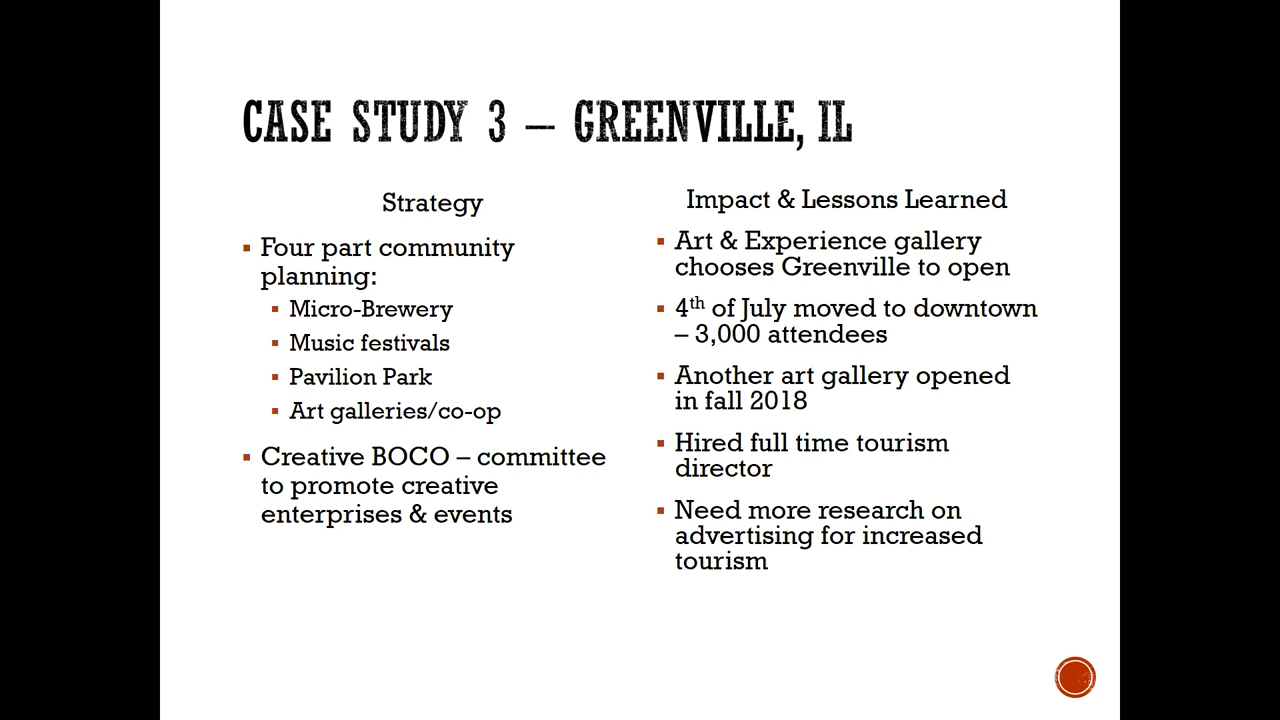 CASE STUDY 3 – GREENVILLE, IL
Strategy
Four part community
planning:
Micro-Brewery
Music festivals
Pavilion Park
Art galleries/co-op
Creative BOCO – committee
to promote creative
enterprises & events
Impact & Lessons Learned
Art & Experience gallery
chooses Greenville to open
4th of July moved to downtown
– 3,000 attendees
Another art gallery opened
in fall 2018
Hired full time tourism
director
Need more research on
advertising for increased
tourism